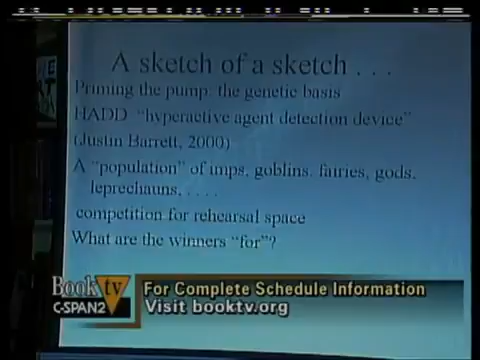 A sketch of a sketch . . .
Priming the pump: the genetic basis
HADD "hyperactive agent detection device"
(Justin Barrett, 2000)
A "population" of imps, goblins, fairies, gods,
leprechauns, . . . .
competition for rehearsal space
What are the winners "for"?
Book tv
C-SPAN2
For Complete Schedule Information
Visit booktv.org